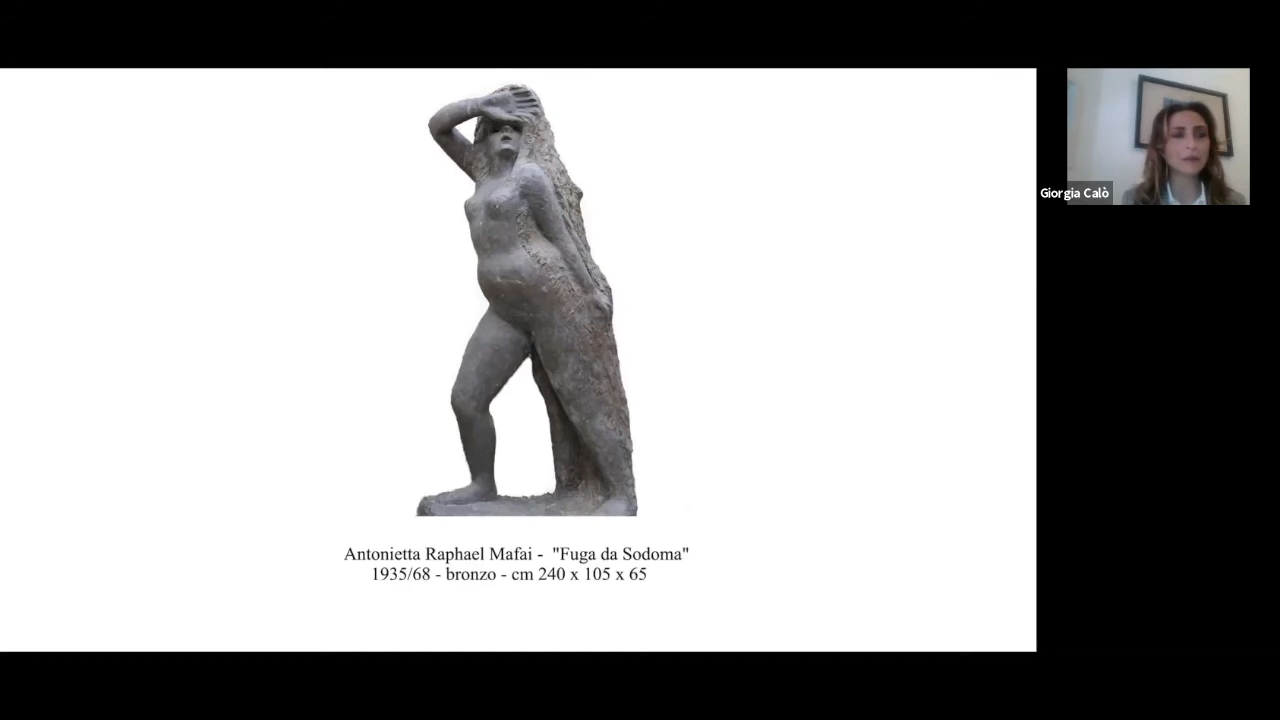 Giorgia Calò
Antonietta Raphael Mafai - "Fuga da Sodoma"
1935/68 - bronzo - cm 240 x 105 x 65